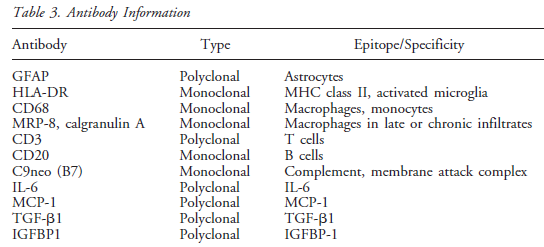 Table 3. Antibody Information
Antibody Type Epitope/Specificity
GFAP Polyclonal Astrocytes
HLA-DR Monoclonal MHC class II, activated microglia
CD68 Monoclonal Macrophages, monocytes
MRP-8, calgranulin A Monoclonal Macrophages in late or chronic infiltrates
CD3 Polyclonal T cells
CD20 Monoclonal B cells
C9neo (B7) Monoclonal Complement, membrane attack complex
IL-6 Polyclonal IL-6
MCP-1 Polyclonal MCP-1
TGF-β1 Polyclonal TGF-β1
IGFBP1 Polyclonal IGFBP-1